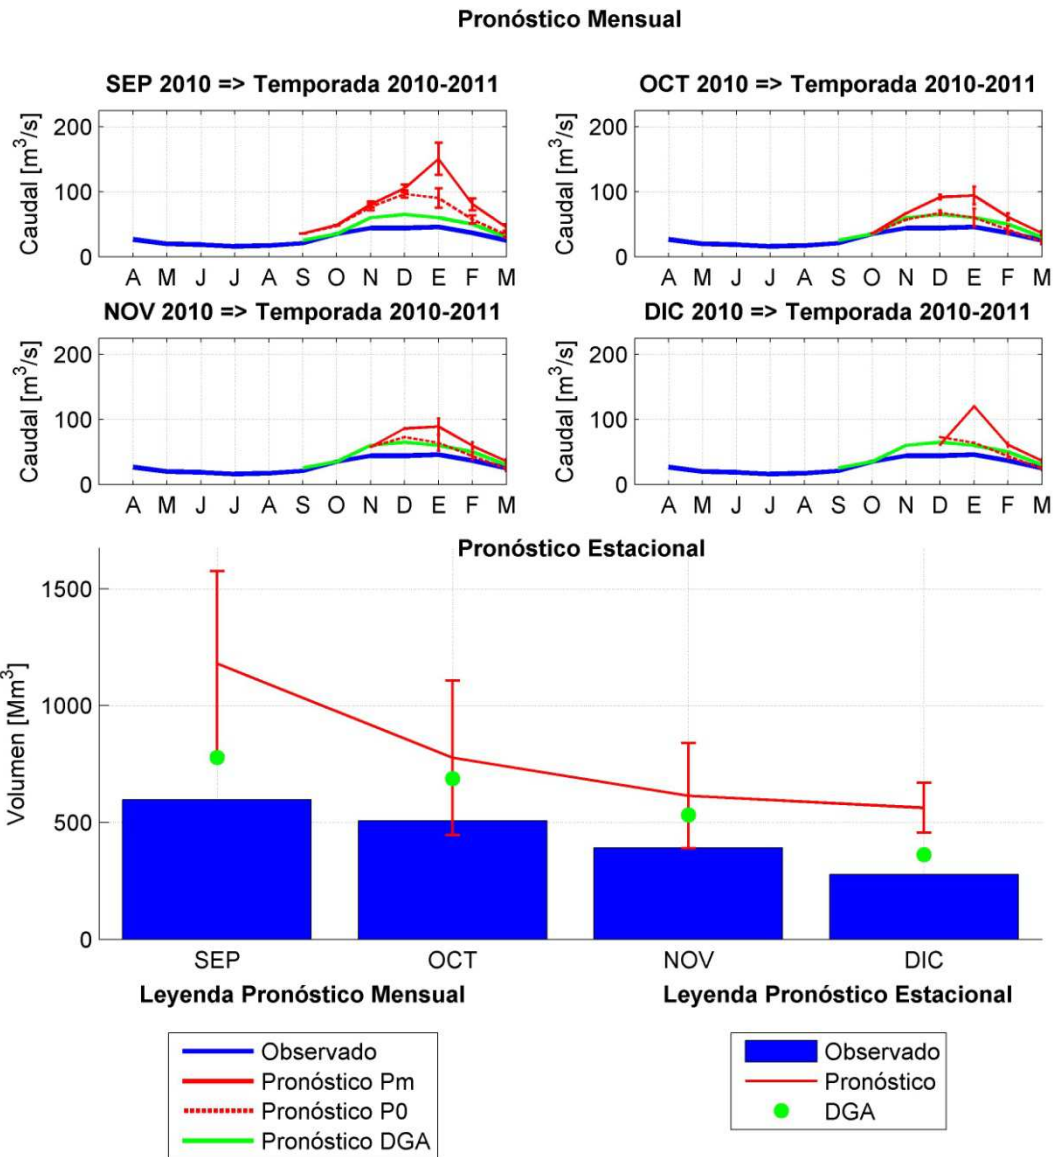 Pronóstico Mensual
SEP 2010 => Temporada 2010-2011
Caudal [m³/s]
200
100
0
A M J J A S O N D E F M
OCT 2010 => Temporada 2010-2011
Caudal [m³/s]
200
100
0
A M J J A S O N D E F M
NOV 2010 => Temporada 2010-2011
Caudal [m³/s]
200
100
0
A M J J A S O N D E F M
DIC 2010 => Temporada 2010-2011
Caudal [m³/s]
200
100
0
A M J J A S O N D E F M
Pronóstico Estacional
Volumen [Mm³]
1500
1000
500
0
SEP OCT NOV DIC
Leyenda Pronóstico Mensual
Observado
Pronóstico Pm
Pronóstico P0
Pronóstico DGA
Leyenda Pronóstico Estacional
Observado
Pronóstico
DGA